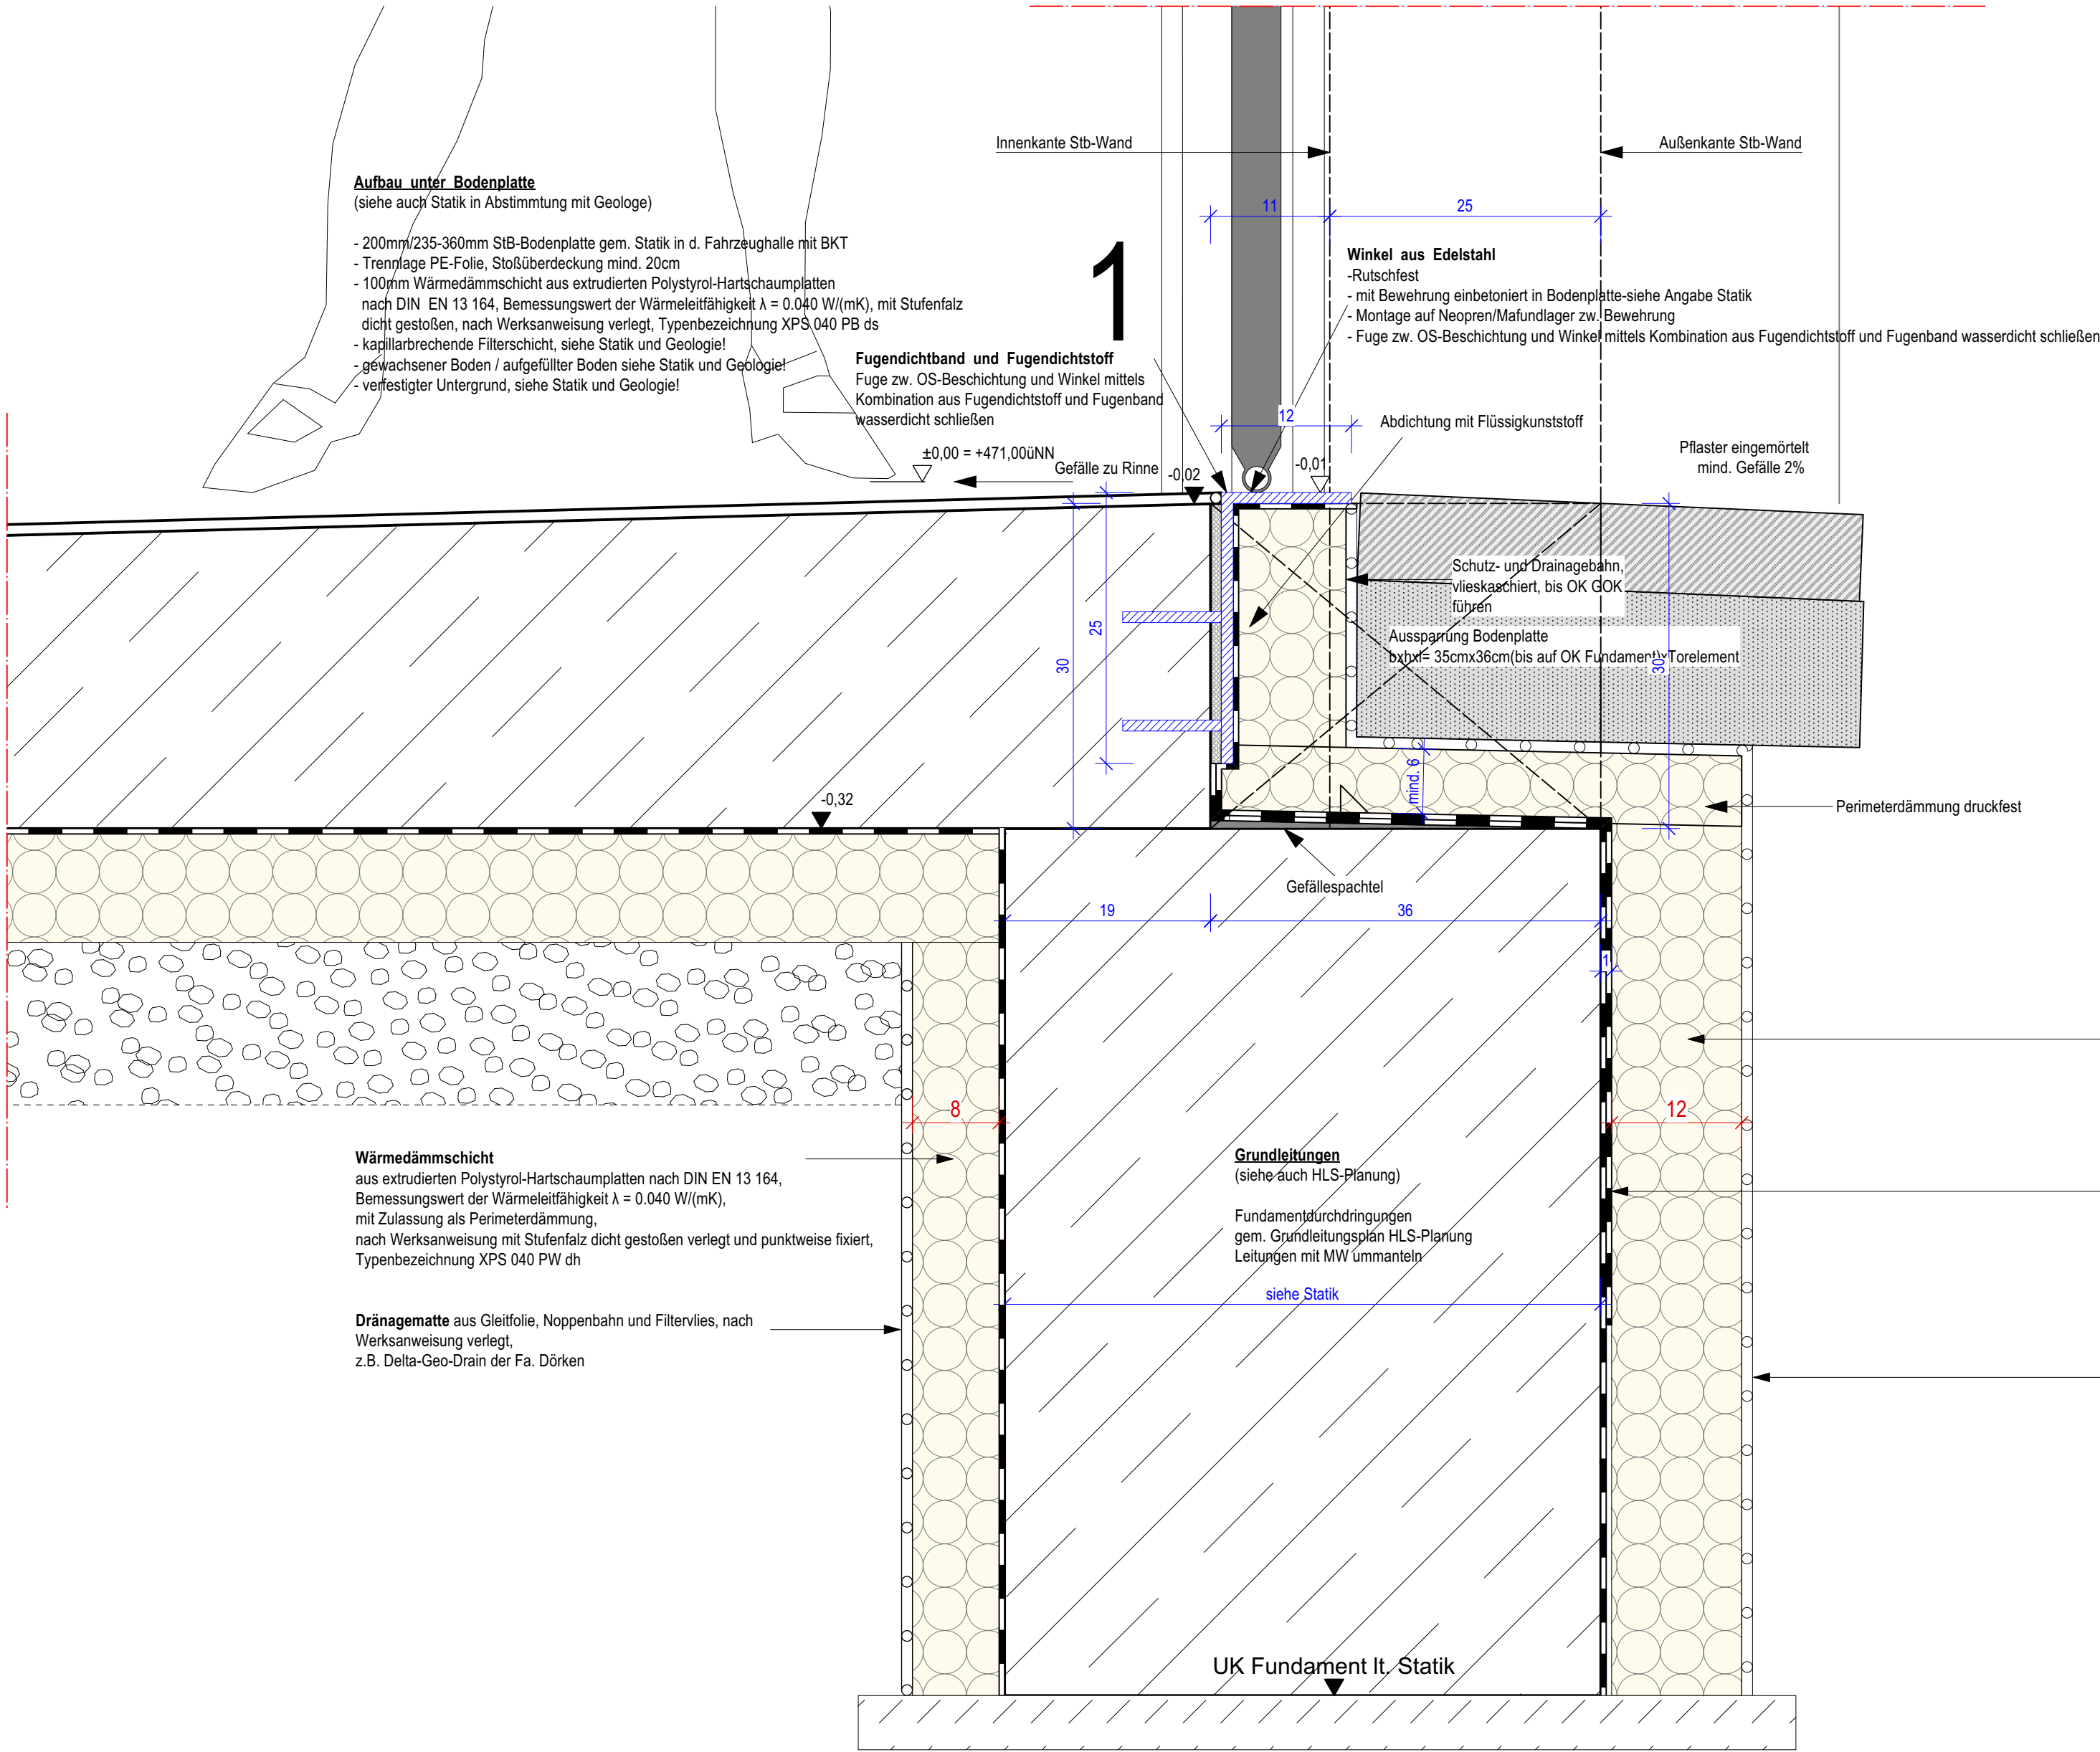 Innenkante Stb-Wand
Außenkante Stb-Wand
Aufbau unter Bodenplatte
(siehe auch Statik in Abstimmtung mit Geologe)
- 200mm/235-360mm StB-Bodenplatte gem. Statik in d. Fahrzeughalle mit BKT
- Trennlage PE-Folie, Stoßüberdeckung mind. 20cm
- 100mm Wärmedämmschicht aus extrudierten Polystyrol-Hartschaumplatten
nach DIN EN 13 164, Bemessungswert der Wärmeleitfähigkeit λ = 0.040 W/(mK), mit Stufenfalz
dicht gestoßen, nach Werksanweisung verlegt, Typenbezeichnung XPS 040 PB ds
- kapillarbrechende Filterschicht, siehe Statik und Geologie!
- gewachsener Boden / aufgefüllter Boden siehe Statik und Geologie!
- verfestigter Untergrund, siehe Statik und Geologie!
11
25
1
Winkel aus Edelstahl
-Rutschfest
- mit Bewehrung einbetoniert in Bodenplatte-siehe Angabe Statik
- Montage auf Neopren/Mafundlager zw. Bewehrung
- Fuge zw. OS-Beschichtung und Winkel mittels Kombination aus Fugendichtstoff und Fugenband wasserdicht schließen
Fugendichtband und Fugendichtstoff
Fuge zw. OS-Beschichtung und Winkel mittels
Kombination aus Fugendichtstoff und Fugenband
wasserdicht schließen
12
Abdichtung mit Flüssigkunststoff
Pflaster eingemörtelt
mind. Gefälle 2%
±0,00 = +471,00üNN
Gefälle zu Rinne
-0,02
-0,01
Schutz- und Drainagebahn,
vlieskaschiert, bis OK GOK
führen
Aussparrung Bodenplatte
bxhxl= 35cmx36cm(bis auf OK Fundament)xTorelement
25
30
30
mind. 6
-0,32
Perimeterdämmung druckfest
Gefällespachtel
19
36
1
8
12
Wärmedämmschicht
aus extrudierten Polystyrol-Hartschaumplatten nach DIN EN 13 164,
Bemessungswert der Wärmeleitfähigkeit λ = 0.040 W/(mK),
mit Zulassung als Perimeterdämmung,
nach Werksanweisung mit Stufenfalz dicht gestoßen verlegt und punktweise fixiert,
Typenbezeichnung XPS 040 PW dh
Grundleitungen
(siehe auch HLS-Planung)
Fundamentdurchdringungen
gem. Grundleitungsplan HLS-Planung
Leitungen mit MW ummanteln
siehe Statik
Dränagematte aus Gleitfolie, Noppenbahn und Filtervlies, nach
Werksanweisung verlegt,
z.B. Delta-Geo-Drain der Fa. Dörken
UK Fundament lt. Statik